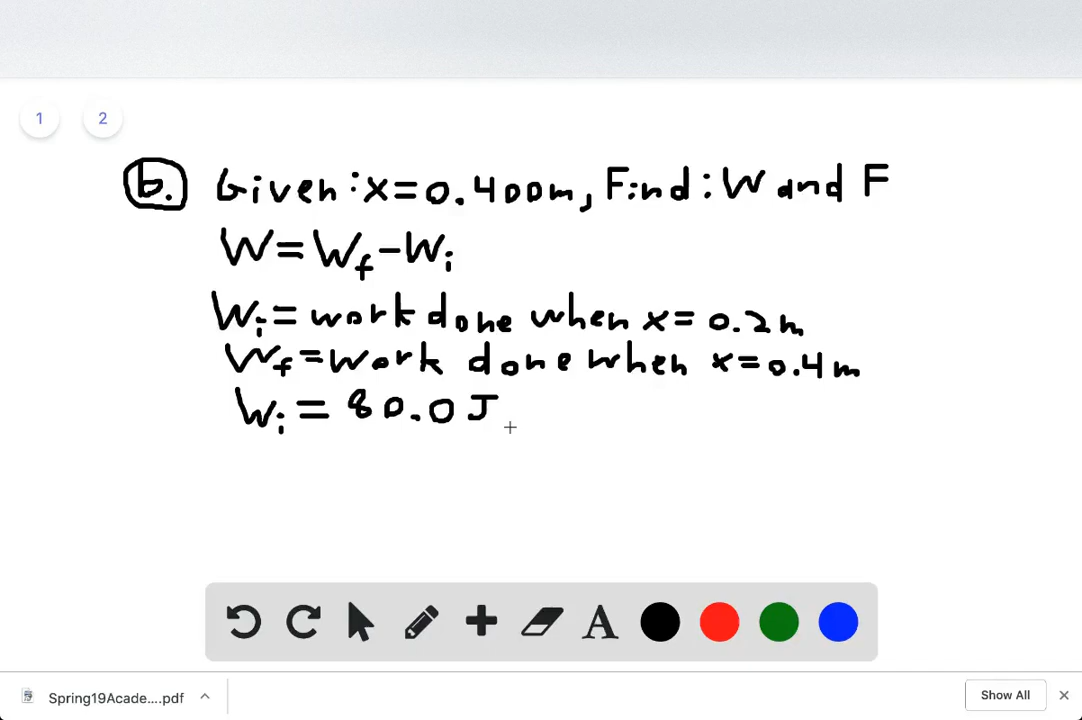 1 2
b. Given: x=0.400m, Find: W and F
W=Wf-Wi
Wi=work done when x=0.2m
Wf=work done when x=0.4m
Wi=80.0J
A
Spring19Acade....pdf
Show All